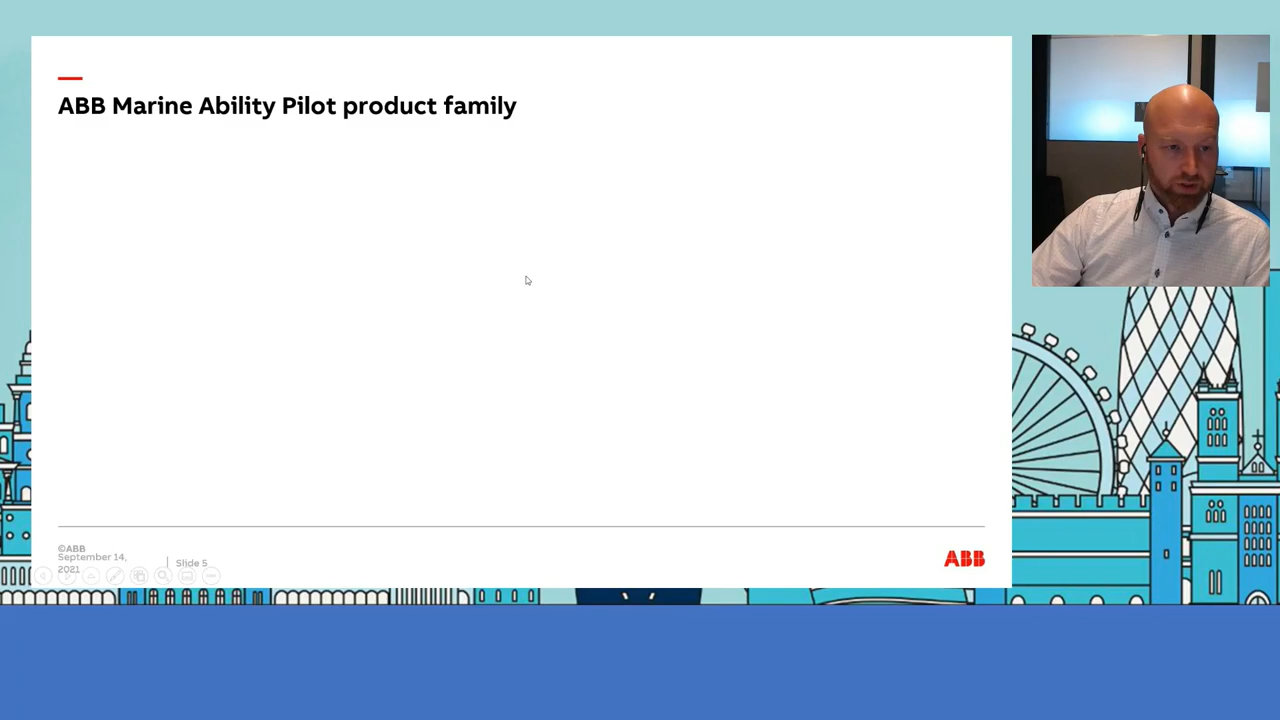 ABB Marine Ability Pilot product family
©ABB
September 14,
2021
Slide 5
ABB